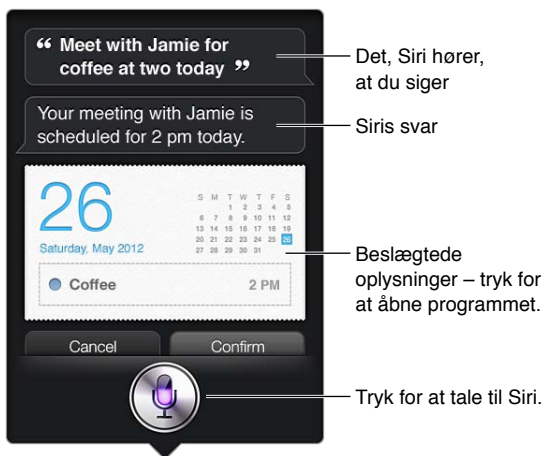 “ Meet with Jamie for
coffee at two today ”
Det, Siri hører,
at du siger
Your meeting with Jamie is
scheduled for 2 pm today.
Siris svar
26
Saturday, May 2012
S M T W T F S
1 2 3 4 5
6 7 8 9 10 11 12
13 14 15 16 17 18 19
20 21 22 23 24 25 26
27 28 29 30 31
Beslægtede
oplysninger – tryk for
at åbne programmet.
Coffee 2 PM
Cancel Confirm
Tryk for at tale til Siri.